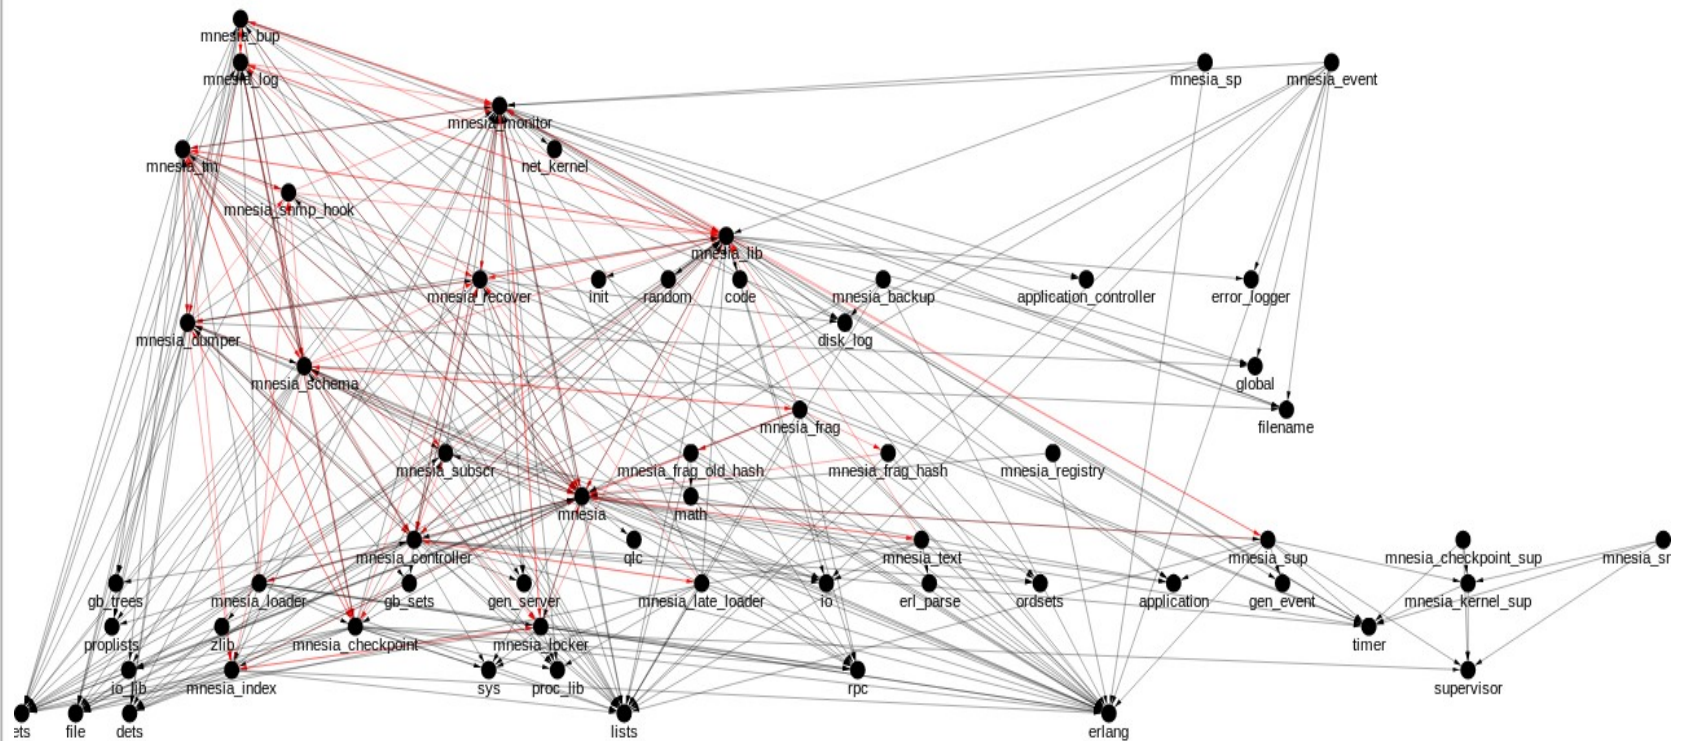 mnesia_bup
mnesia_log
mnesia_sp
mnesia_event
mnesia_monitor
mnesia_tm
net_kernel
mnesia_snmp_hook
mnesia_lib
mnesia_recover
init
random
code
mnesia_backup
application_controller
error_logger
mnesia_dumper
disk_log
mnesia_schema
global
mnesia_frag
filename
mnesia_subscr
mnesia_frag_old_hash
mnesia_frag_hash
mnesia_registry
mnesia
math
mnesia_controller
qlc
mnesia_text
mnesia_sup
mnesia_checkpoint_sup
mnesia_sr
gb_trees
mnesia_loader
gb_sets
gen_server
mnesia_late_loader
io
erl_parse
ordsets
application
gen_event
mnesia_kernel_sup
proplists
zlib
mnesia_checkpoint
mnesia_locker
timer
io_lib
mnesia_index
sys
proc_lib
rpc
supervisor
ets
file
dets
lists
erlang